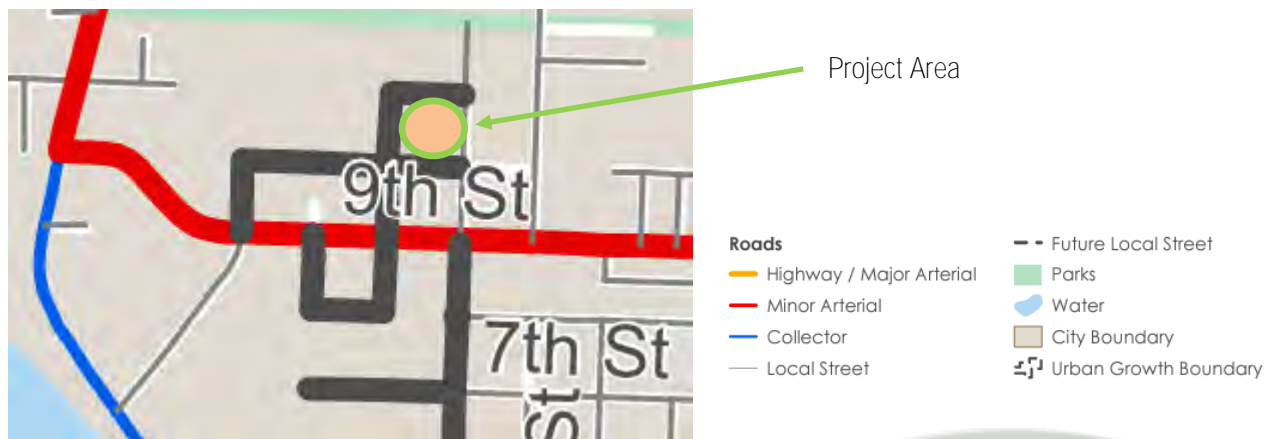 Project Area
9th St
7th St
St
Roads
Highway / Major Arterial
Minor Arterial
Collector
Local Street
Future Local Street
Parks
Water
City Boundary
Urban Growth Boundary